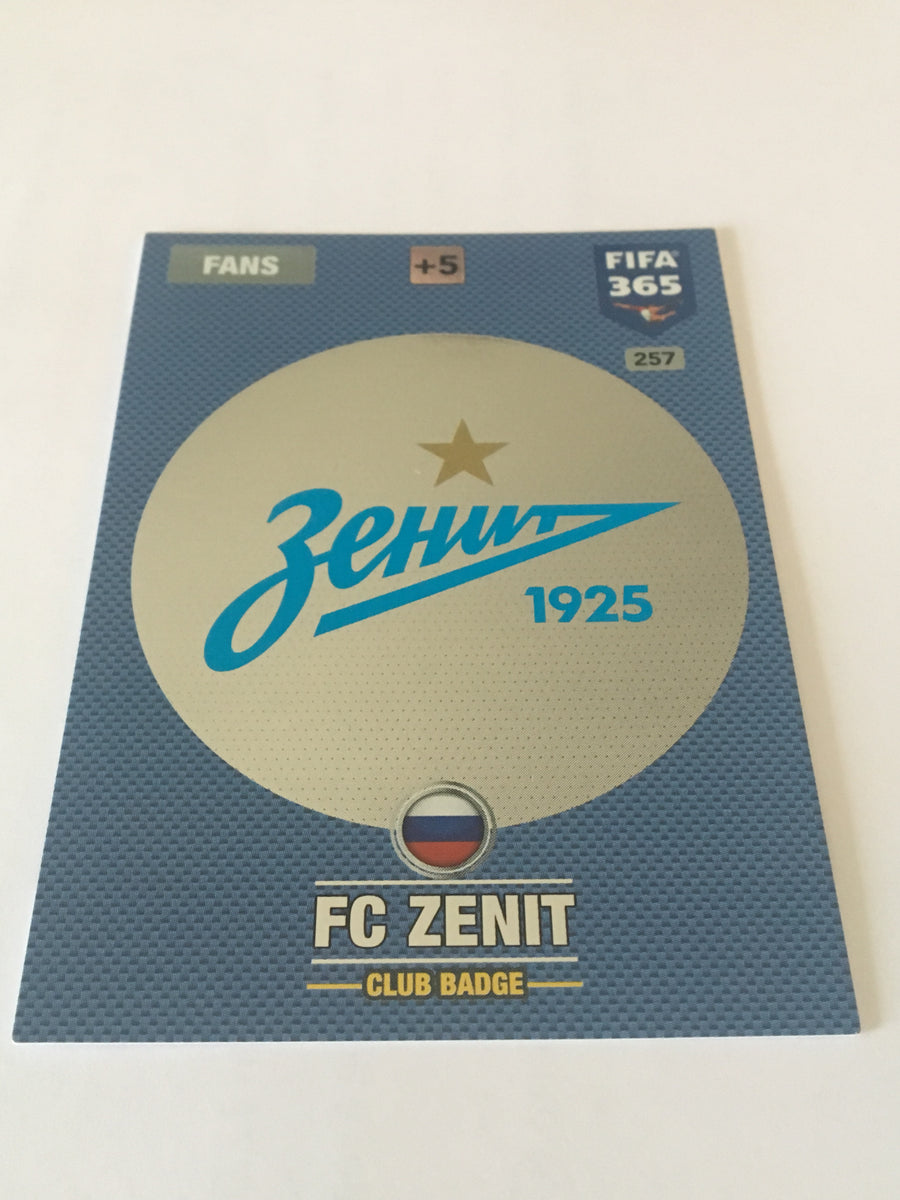 FANS
+5
FIFA
365
257
Зенит
1925
FC ZENIT
CLUB BADGE